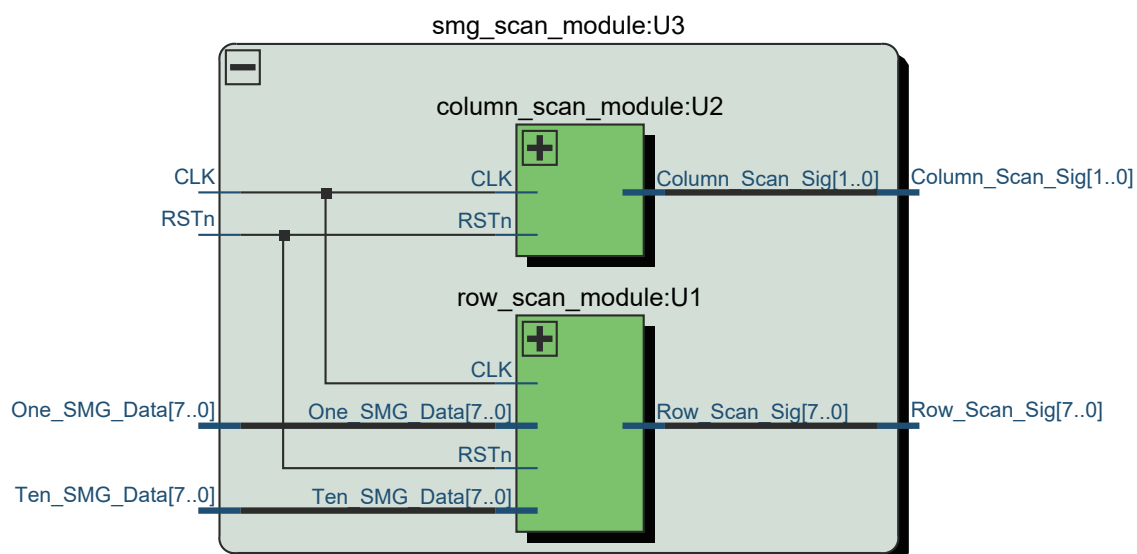 smg_scan_module:U3
column_scan_module:U2
CLK CLK Column_Scan_Sig[1..0] Column_Scan_Sig[1..0]
RSTn RSTn
row_scan_module:U1
CLK
One_SMG_Data[7..0] One_SMG_Data[7..0] Row_Scan_Sig[7..0] Row_Scan_Sig[7..0]
RSTn
Ten_SMG_Data[7..0] Ten_SMG_Data[7..0]